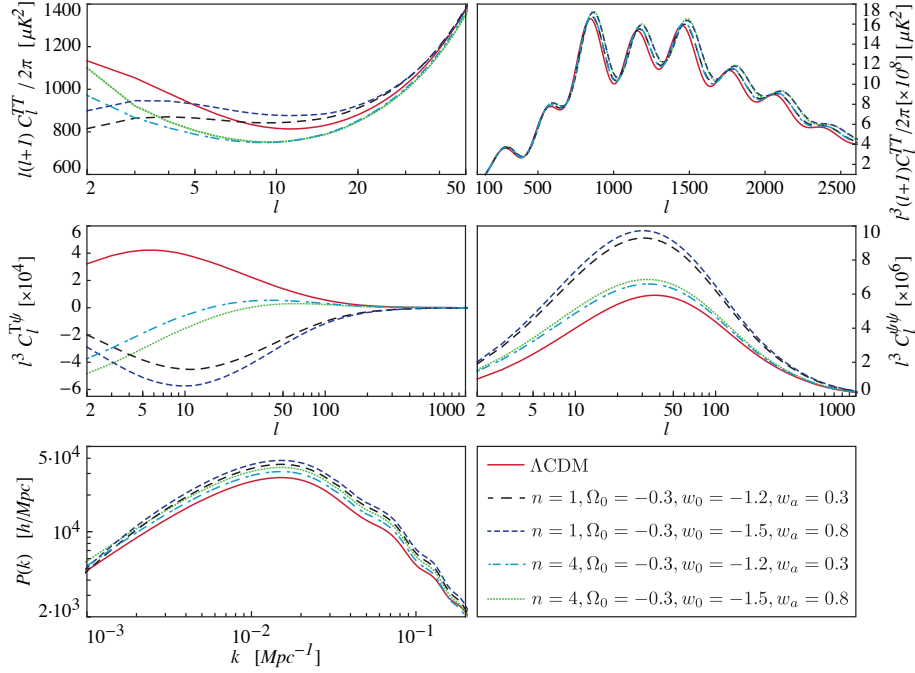 1400
1200
1000
800
600
l(l+1) C_l^{TT} / 2π [μK²]
2 5 10 20 50
l
18
16
14
12
10
8
6
4
2
l³(l+1)C_l^{TT}/2π[×10⁸] [μK²]
100 500 1000 1500 2000 2500
l
6
4
2
0
−2
−4
−6
l³ C_l^{Tψ} [×10⁴]
2 5 10 50 100 1000
l
10
8
6
4
2
0
l³ C_l^{ψψ} [×10⁶]
2 5 10 50 100 1000
l
5·10⁴
10⁴
2·10³
P(k) [h/Mpc]
10⁻³ 10⁻² 10⁻¹
k [Mpc⁻¹]
ΛCDM
n = 1, Ω₀ = −0.3, w₀ = −1.2, wₐ = 0.3
n = 1, Ω₀ = −0.3, w₀ = −1.5, wₐ = 0.8
n = 4, Ω₀ = −0.3, w₀ = −1.2, wₐ = 0.3
n = 4, Ω₀ = −0.3, w₀ = −1.5, wₐ = 0.8